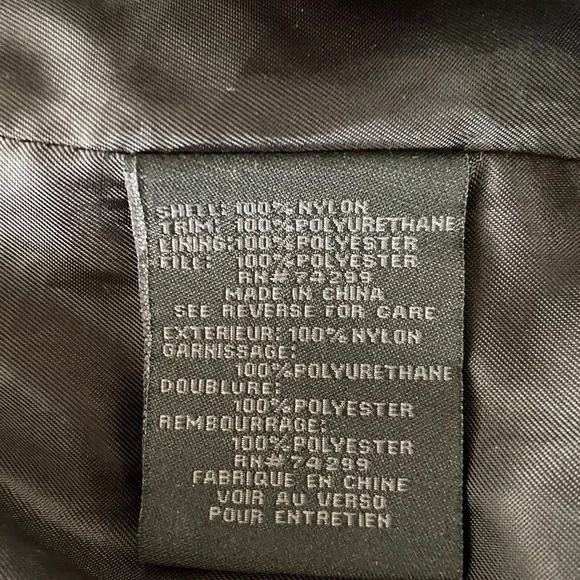 SHELL: 100% NYLON
TRIM: 100% POLYURETHANE
LINING: 100% POLYESTER
FILL: 100% POLYESTER
RN# 74299
MADE IN CHINA
SEE REVERSE FOR CARE
EXTERIEUR: 100% NYLON
GARNISSAGE:
100% POLYURETHANE
DOUBLURE:
100% POLYESTER
REMBOURRAGE:
100% POLYESTER
RN# 74299
FABRIQUE EN CHINE
VOIR AU VERSO
POUR ENTRETIEN